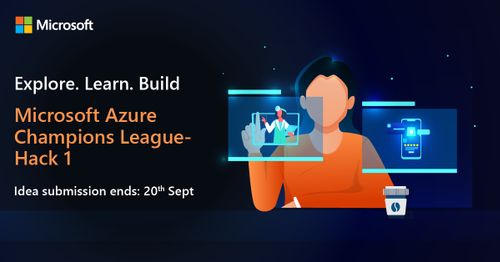 Microsoft
Explore. Learn. Build
Microsoft Azure
Champions League-
Hack 1
Idea submission ends: 20th Sept